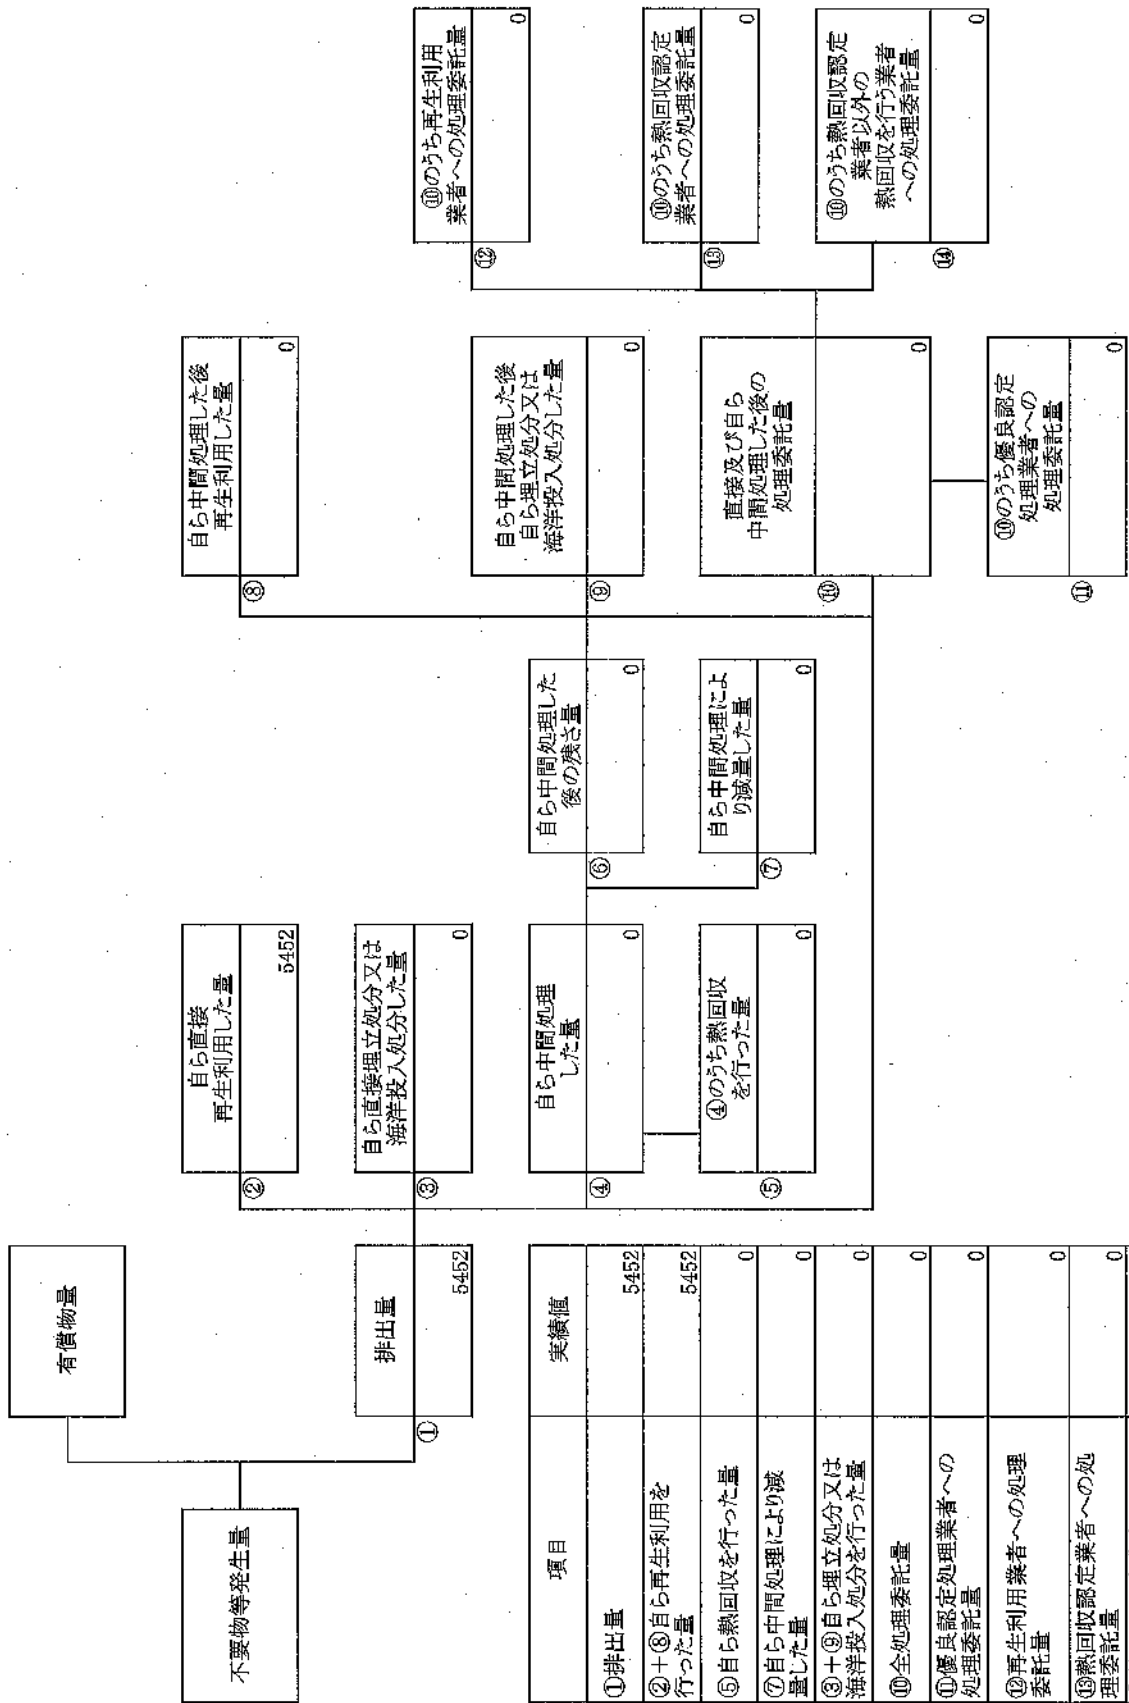 不要物等発生量
有償物量
①
排出量
5452
②
自ら直接
再生利用した量
5452
③
自ら直接埋立処分又は
海洋投入処分した量
0
④
自ら中間処理
した量
0
⑤
④のうち熱回収
を行った量
0
⑥
自ら中間処理した
後の残さ量
0
⑦
自ら中間処理によ
り減量した量
0
⑧
自ら中間処理した後
再生利用した量
0
⑨
自ら中間処理した後
自ら埋立処分又は
海洋投入処分した量
0
⑩
直接及び自ら
中間処理した後の
処理委託量
0
⑪
⑩のうち優良認定
処理業者への
処理委託量
0
⑫
⑩のうち再生利用
業者への処理委託量
0
⑬
⑩のうち熱回収認定
業者への処理委託量
0
⑭
⑩のうち熱回収認定
業者以外の
熱回収を行う業者
への処理委託量
0
項目 実績値
①排出量 5452
②+⑧自ら再生利用を
行った量 5452
⑤自ら熱回収を行った量 0
⑦自ら中間処理により減
量した量 0
③+⑨自ら埋立処分又は
海洋投入処分を行った量 0
⑩全処理委託量 0
⑪優良認定処理業者への
処理委託量 0
⑫再生利用業者への処理
委託量 0
⑬熱回収認定業者への処
理委託量 0